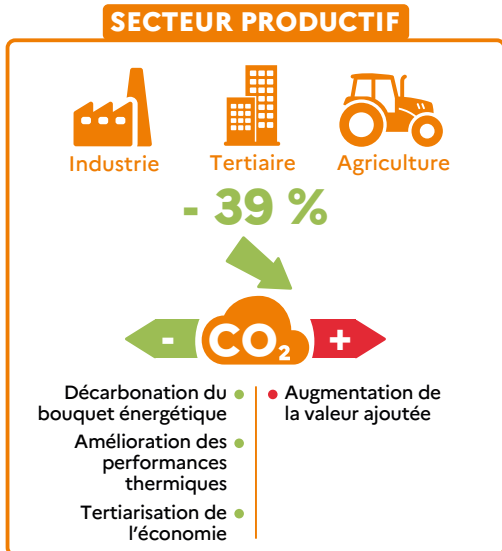 SECTEUR PRODUCTIF
Industrie
Tertiaire
Agriculture
- 39 %
- CO₂ +
Décarbonation du
bouquet énergétique
Amélioration des
performances
thermiques
Tertiarisation de
l'économie
Augmentation de
la valeur ajoutée